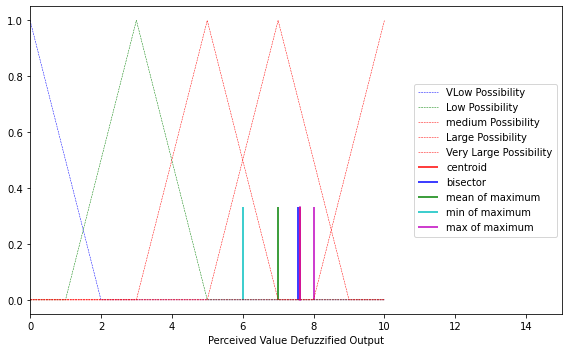 1.0
0.8
0.6
0.4
0.2
0.0
VLow Possibility
Low Possibility
medium Possibility
Large Possibility
Very Large Possibility
centroid
bisector
mean of maximum
min of maximum
max of maximum
0 2 4 6 8 10 12 14
Perceived Value Defuzzified Output